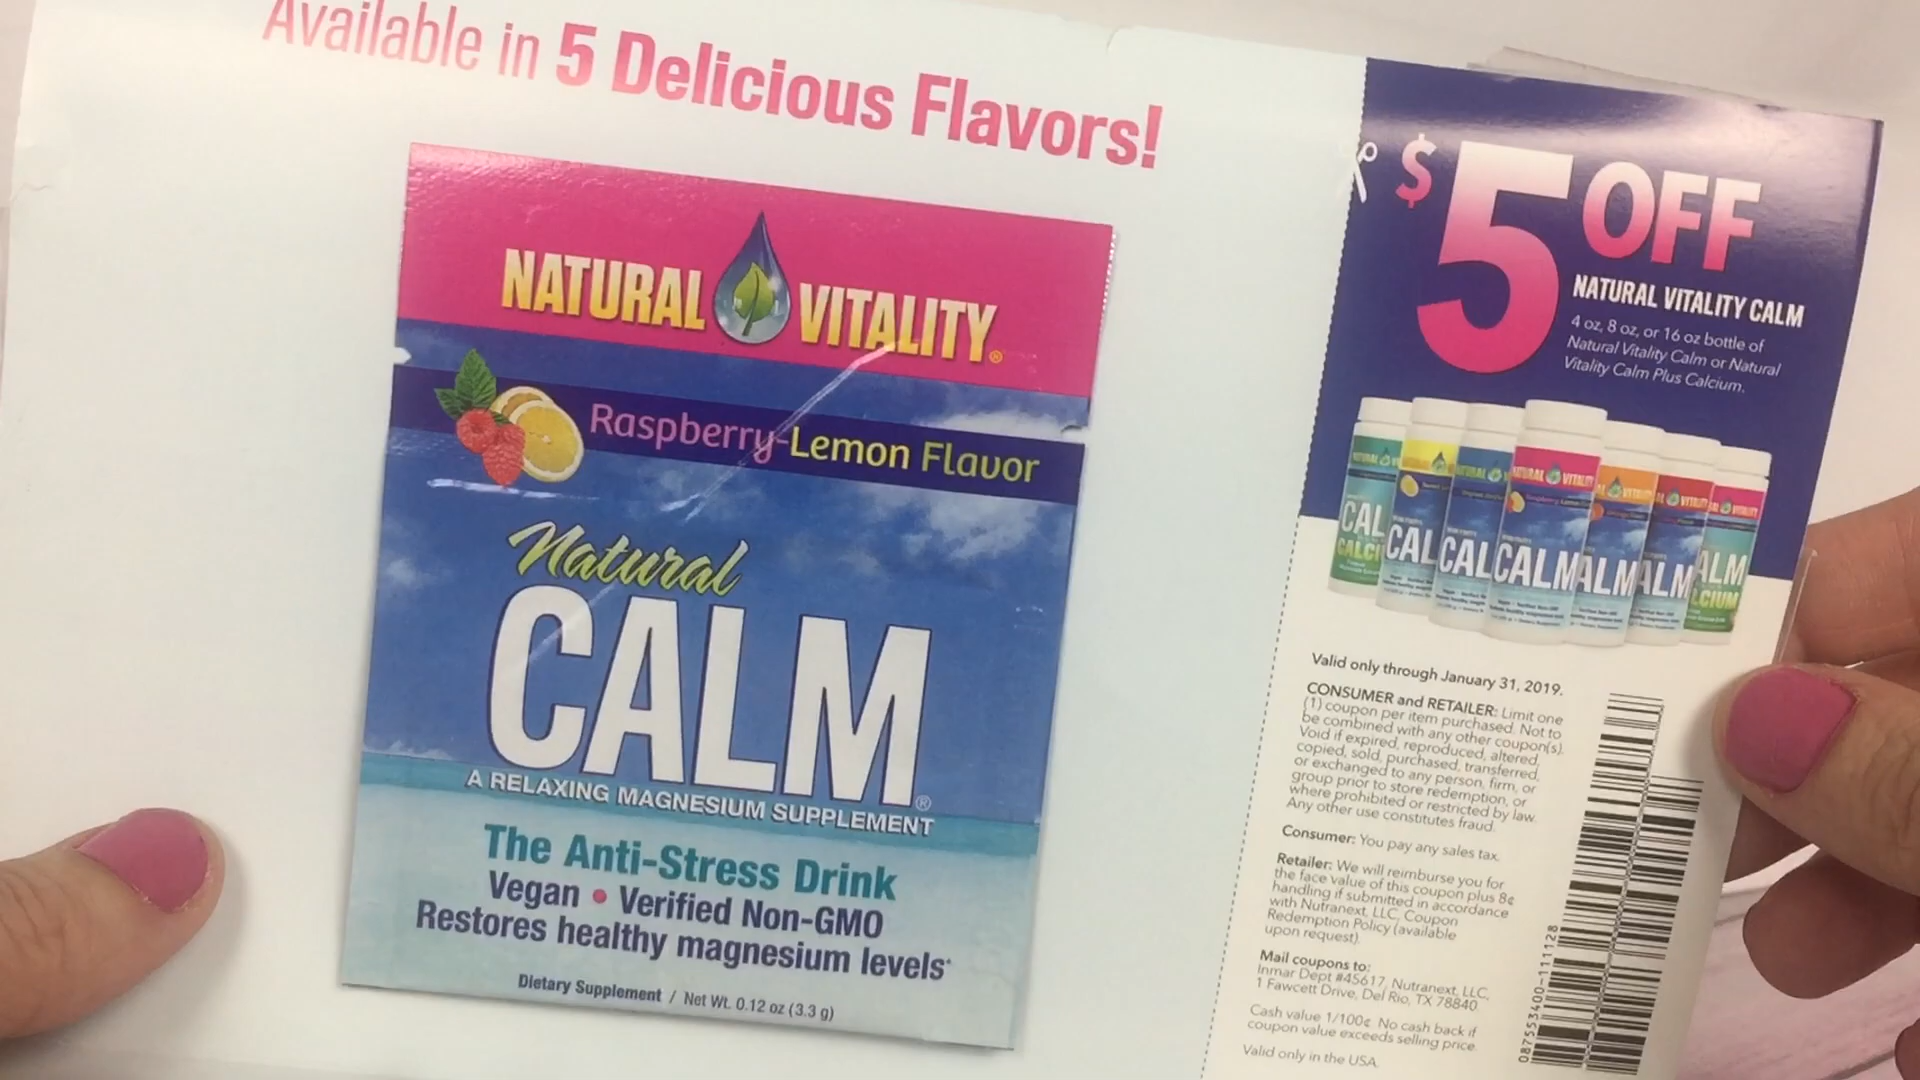 Available in 5 Delicious Flavors!
NATURAL VITALITY®
Raspberry-Lemon Flavor
Natural
CALM®
A RELAXING MAGNESIUM SUPPLEMENT
The Anti-Stress Drink
Vegan • Verified Non-GMO
Restores healthy magnesium levels*
Dietary Supplement / Net Wt. 0.12 oz (3.3 g)
$5 OFF
NATURAL VITALITY CALM
4 oz, 8 oz, or 16 oz bottle of
Natural Vitality Calm or Natural
Vitality Calm Plus Calcium.
Valid only through January 31, 2019.
CONSUMER and RETAILER: Limit one
(1) coupon per item purchased. Not to
be combined with any other coupon(s).
Void if expired, reproduced, altered,
copied, sold, purchased, transferred,
or exchanged to any person, firm, or
group prior to store redemption, or
where prohibited or restricted by law.
Any other use constitutes fraud.
Consumer: You pay any sales tax.
Retailer: We will reimburse you for
the face value of this coupon plus 8¢
handling if submitted in accordance
with Nutranext, LLC, Coupon
Redemption Policy (available
upon request).
Mail coupons to:
Inmar Dept #45617, Nutranext, LLC,
1 Fawcett Drive, Del Rio, TX 78840
Cash value 1/100¢ No cash back if
coupon value exceeds selling price.
Valid only in the USA.
087553400-111128